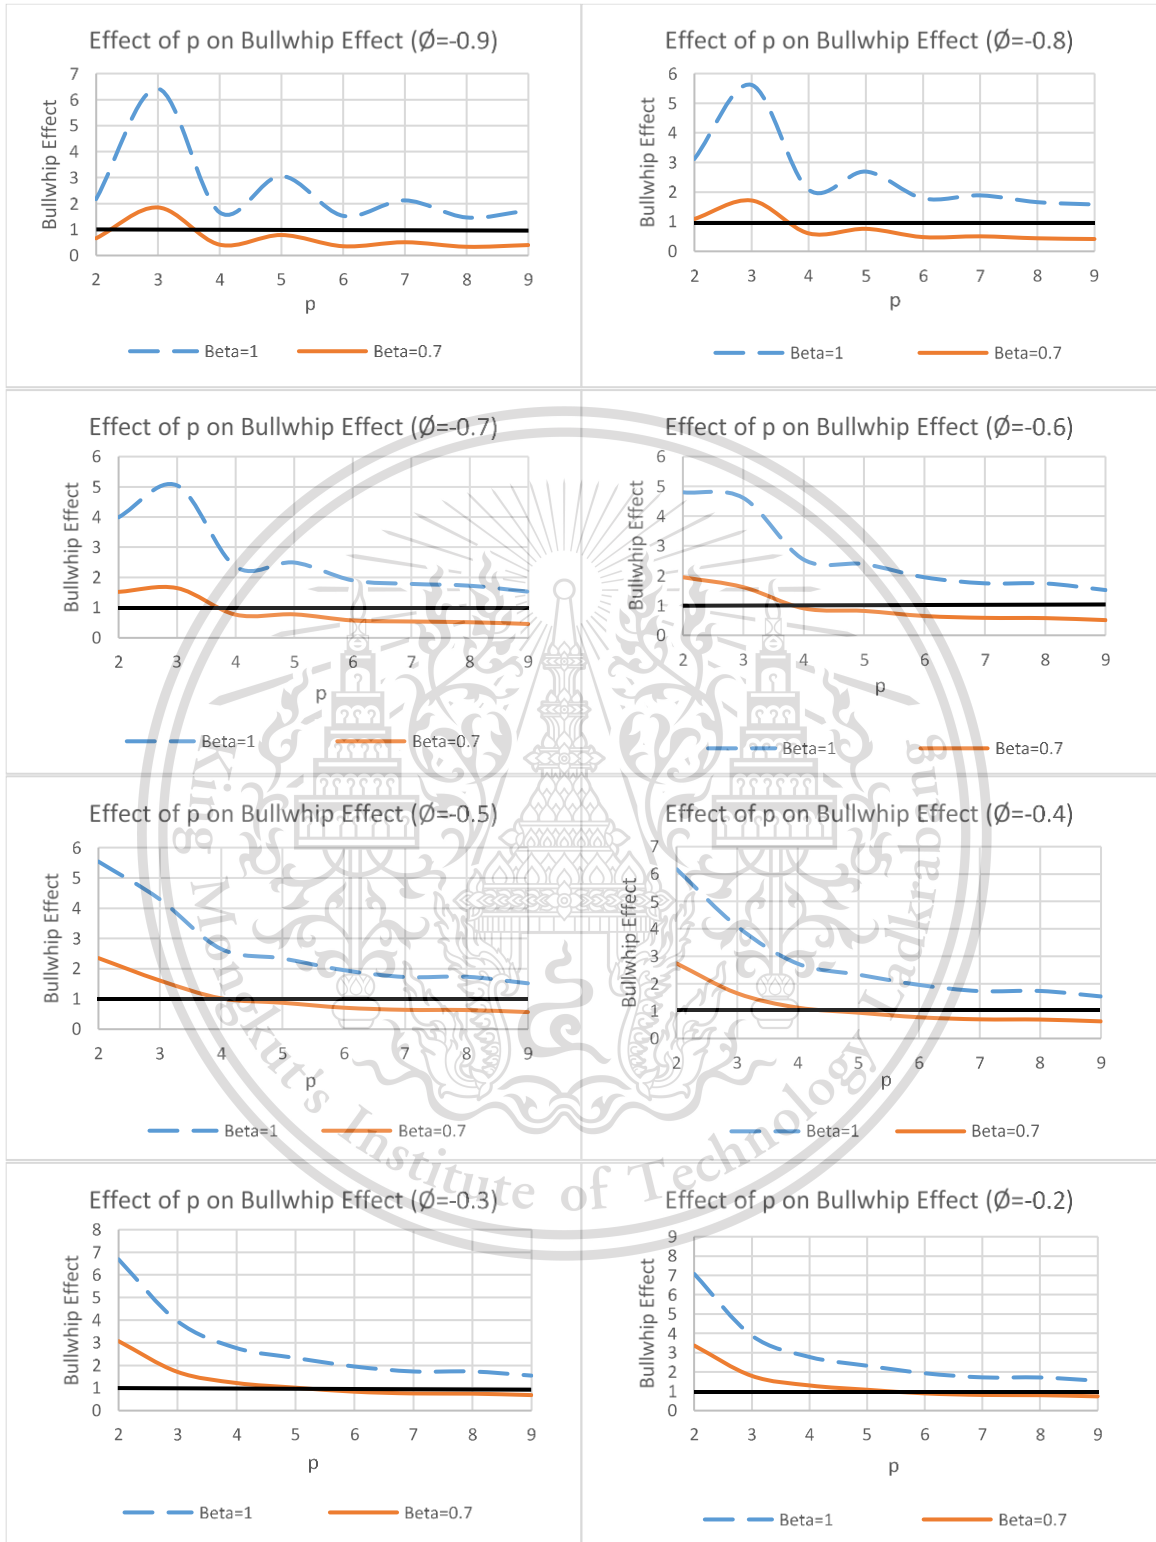 Effect of p on Bullwhip Effect (Ø=-0.9)
Bullwhip Effect
7
6
5
4
3
2
1
0
2 3 4 5 6 7 8 9
p
Beta=1 Beta=0.7
Effect of p on Bullwhip Effect (Ø=-0.8)
Bullwhip Effect
6
5
4
3
2
1
0
2 3 4 5 6 7 8 9
p
Beta=1 Beta=0.7
Effect of p on Bullwhip Effect (Ø=-0.7)
Bullwhip Effect
6
5
4
3
2
1
0
2 3 4 5 6 7 8 9
p
Beta=1 Beta=0.7
Effect of p on Bullwhip Effect (Ø=-0.6)
Bullwhip Effect
6
5
4
3
2
1
0
2 3 4 5 6 7 8 9
p
Beta=1 Beta=0.7
Effect of p on Bullwhip Effect (Ø=-0.5)
Bullwhip Effect
6
5
4
3
2
1
0
2 3 4 5 6 7 8 9
p
Beta=1 Beta=0.7
Effect of p on Bullwhip Effect (Ø=-0.4)
Bullwhip Effect
7
6
5
4
3
2
1
0
2 3 4 5 6 7 8 9
p
Beta=1 Beta=0.7
Effect of p on Bullwhip Effect (Ø=-0.3)
Bullwhip Effect
8
7
6
5
4
3
2
1
0
2 3 4 5 6 7 8 9
p
Beta=1 Beta=0.7
Effect of p on Bullwhip Effect (Ø=-0.2)
Bullwhip Effect
9
8
7
6
5
4
3
2
1
0
2 3 4 5 6 7 8 9
p
Beta=1 Beta=0.7
King Mongkut's Institute of Technology Ladkrabang